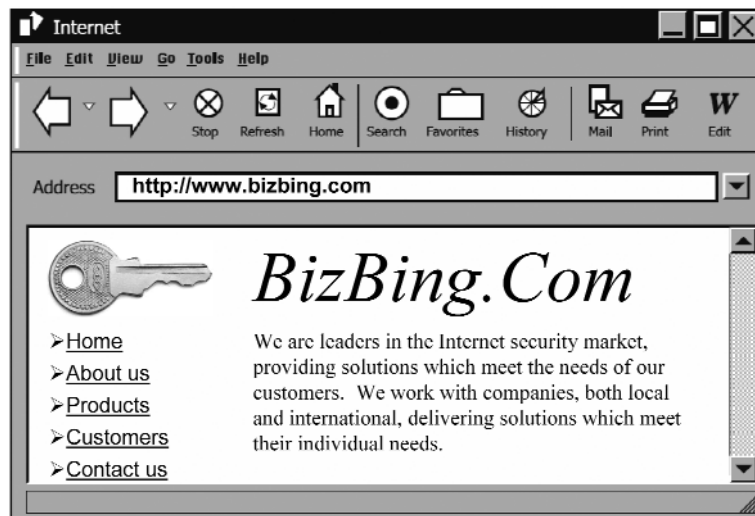 Internet
File Edit View Go Tools Help
Stop Refresh Home Search Favorites History Mail Print Edit
Address http://www.bizbing.com
BizBing.Com
➢Home
➢About us
➢Products
➢Customers
➢Contact us
We are leaders in the Internet security market,
providing solutions which meet the needs of our
customers.  We work with companies, both local
and international, delivering solutions which meet
their individual needs.